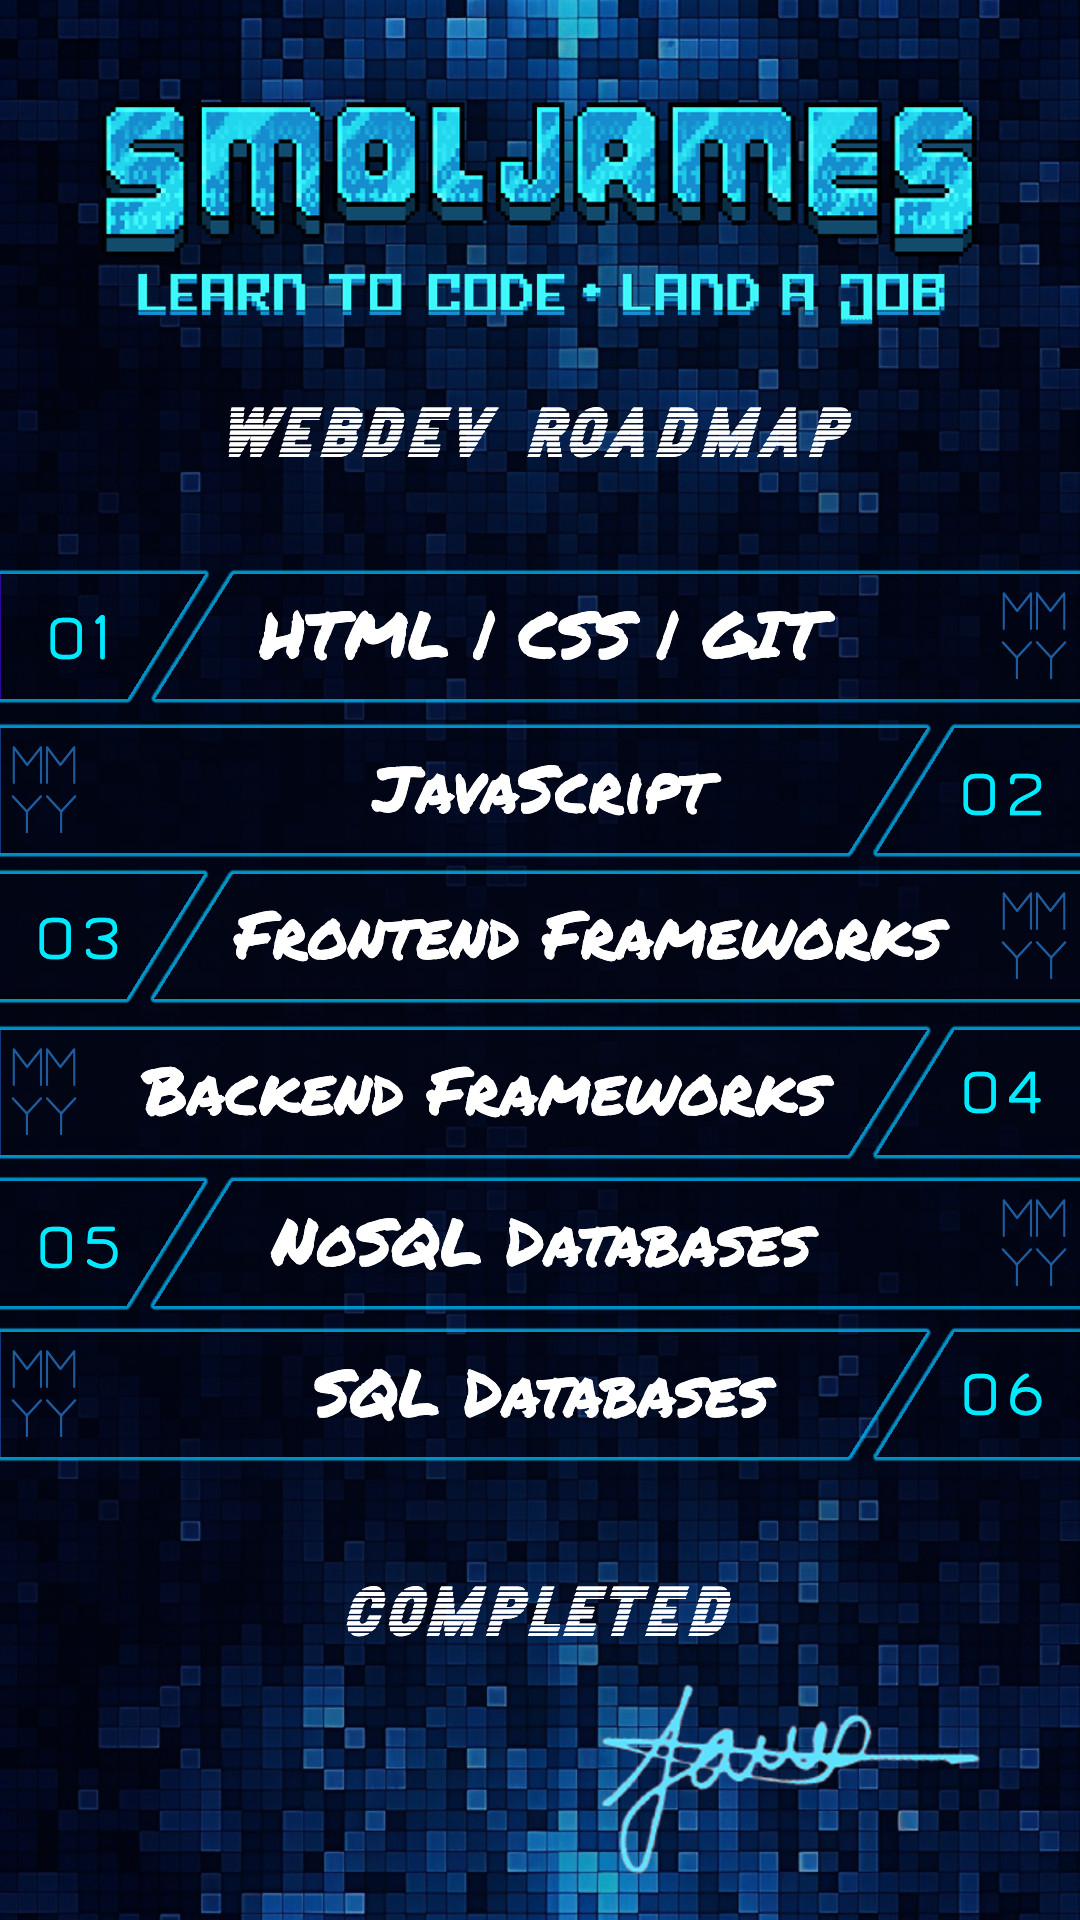 SMOLJAMES
LEARN TO CODE • LAND A JOB
WEBDEV ROADMAP
01 HTML | CSS | GIT MM
YY
MM
YY JAVASCRIPT 02
03 FRONTEND FRAMEWORKS MM
YY
MM
YY BACKEND FRAMEWORKS 04
05 NOSQL DATABASES MM
YY
MM
YY SQL DATABASES 06
COMPLETED
James